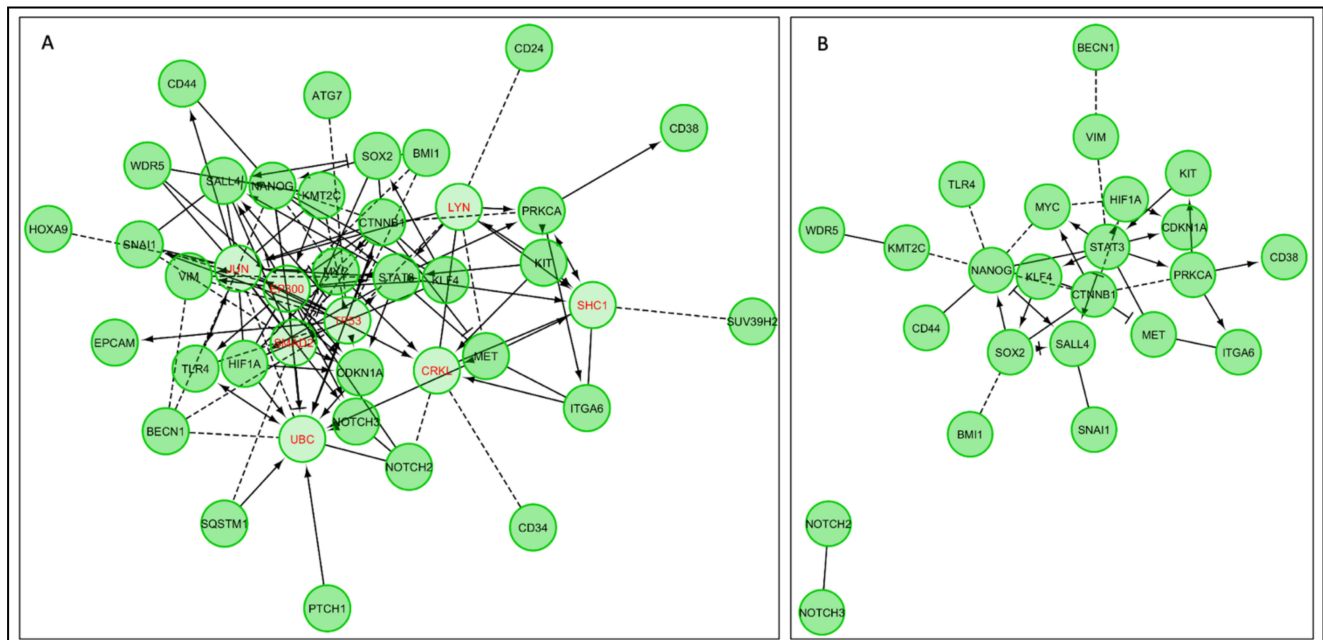 A
CD24
CD44
ATG7
CD38
SOX2
BMI1
WDR5
SALL4
NANOG
KMT2C
LYN
PRKCA
CTNNB1
HOXA9
SNAI1
KIT
JUN
MYC
STAT3
KLF4
VIM
EP300
SHC1
TP53
SUV39H2
EPCAM
SMAD2
MET
TLR4
HIF1A
CDKN1A
CRKL
ITGA6
NOTCH3
BECN1
UBC
NOTCH2
SQSTM1
CD34
PTCH1
B
BECN1
VIM
KIT
TLR4
HIF1A
MYC
CDKN1A
WDR5
STAT3
KMT2C
CD38
NANOG
KLF4
PRKCA
CTNNB1
CD44
MET
SOX2
SALL4
ITGA6
BMI1
SNAI1
NOTCH2
NOTCH3